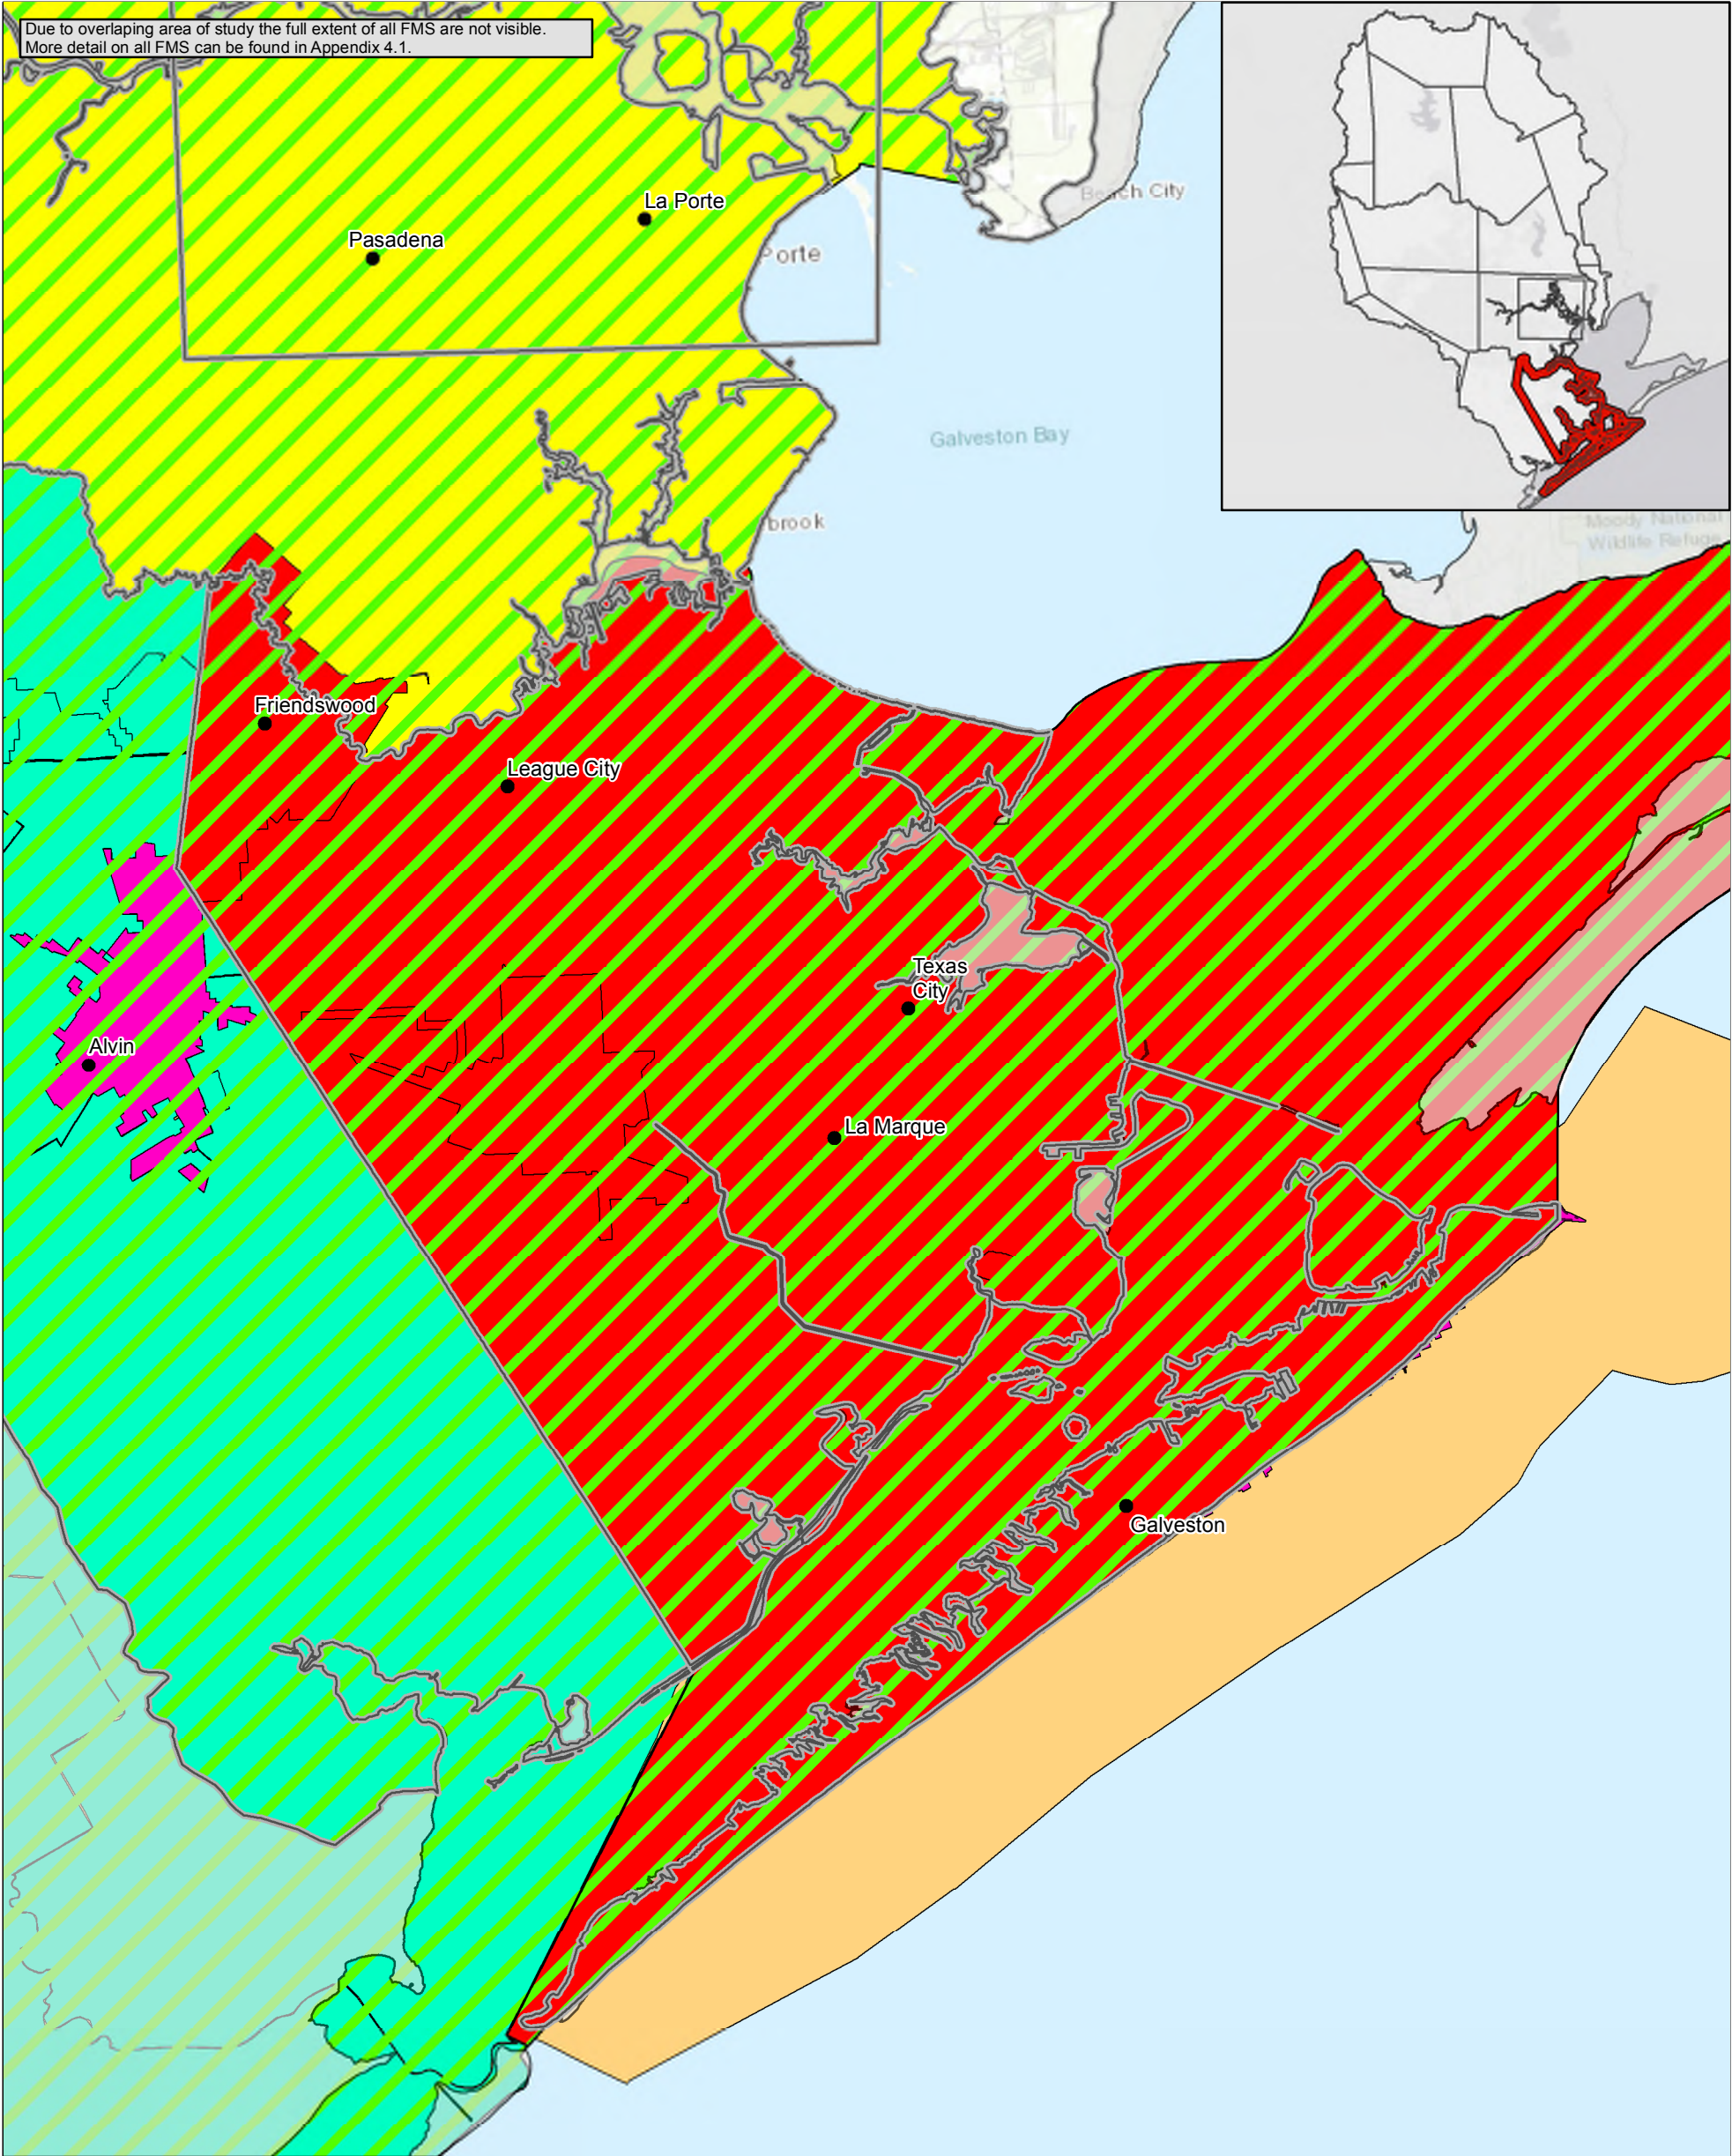 Due to overlaping area of study the full extent of all FMS are not visible.
More detail on all FMS can be found in Appendix 4.1.
Beach City
La Porte
Pasadena
Porte
Galveston Bay
brook
Moody National
Wildlife Refuge
Friendswood
League City
Texas
City
Alvin
La Marque
Galveston